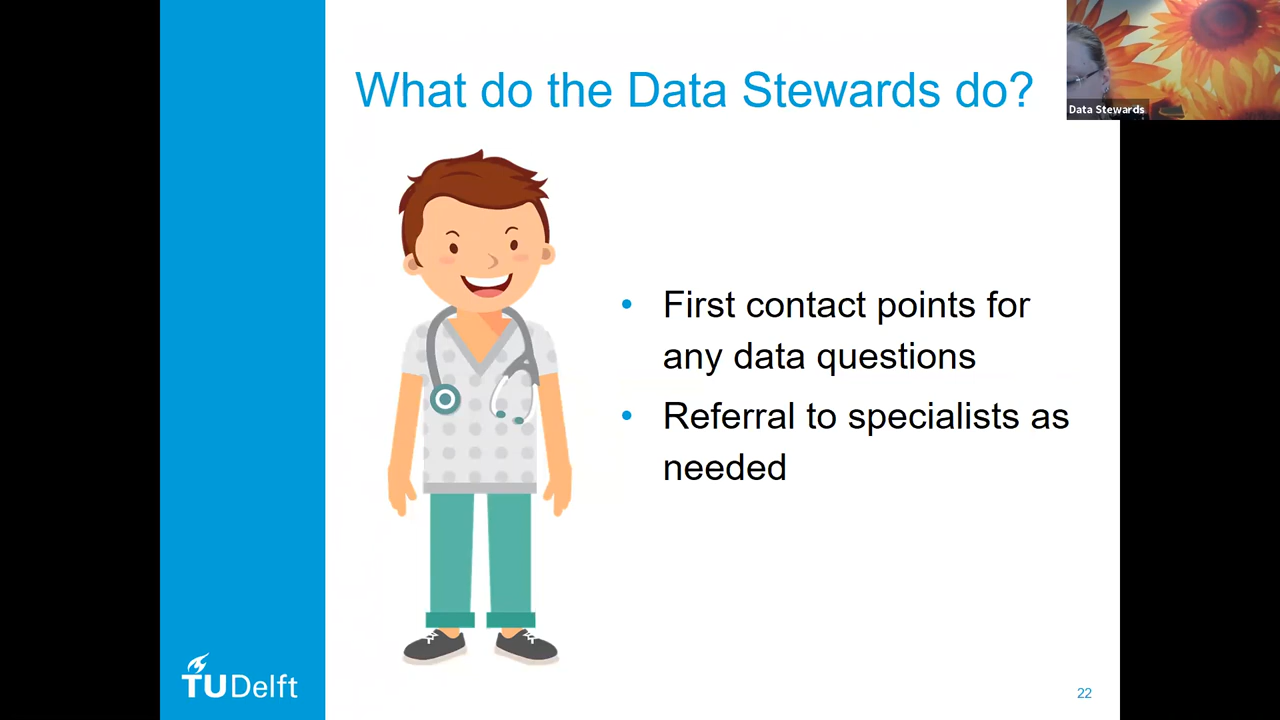 What do the Data Stewards do?
Data Stewards
• First contact points for
any data questions
• Referral to specialists as
needed
TUDelft
22